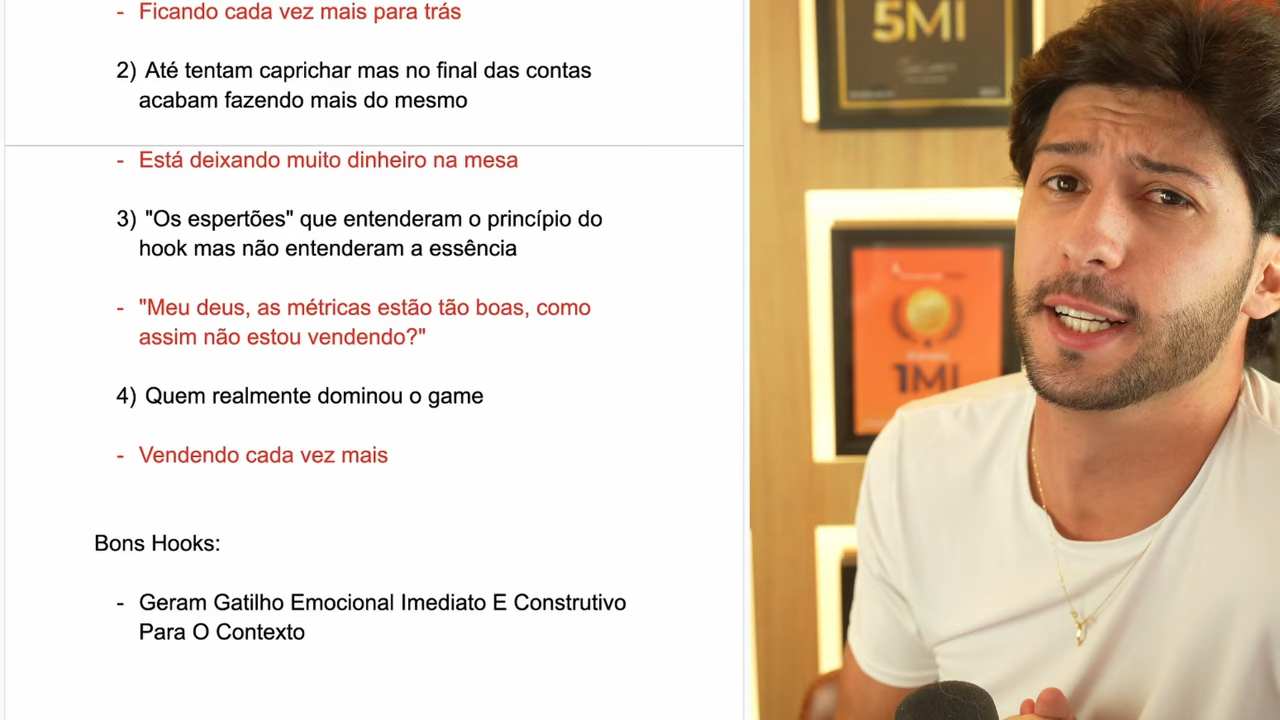 - Ficando cada vez mais para trás
2) Até tentam caprichar mas no final das contas
acabam fazendo mais do mesmo
- Está deixando muito dinheiro na mesa
3) "Os espertões" que entenderam o princípio do
hook mas não entenderam a essência
- "Meu deus, as métricas estão tão boas, como
assim não estou vendendo?"
4) Quem realmente dominou o game
- Vendendo cada vez mais
Bons Hooks:
- Geram Gatilho Emocional Imediato E Construtivo
Para O Contexto
5MI
1MI